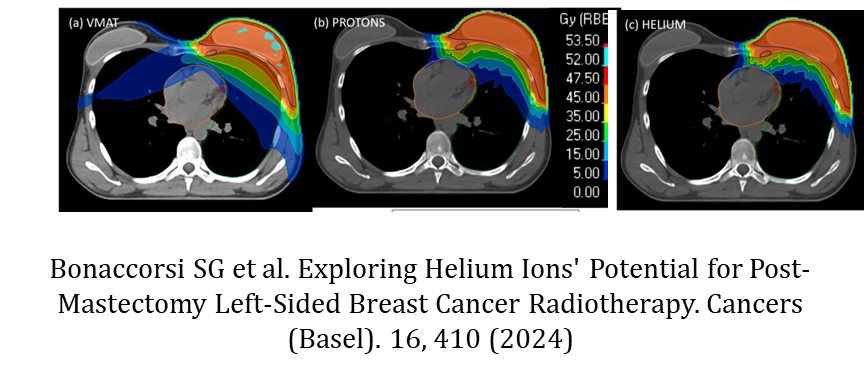 (a) VMAT
(b) PROTONS
Gy (RBE
53.50
52.00
47.50
45.00
35.00
25.00
15.00
5.00
0.00
(c) HELIUM
Bonaccorsi SG et al. Exploring Helium Ions' Potential for Post-
Mastectomy Left-Sided Breast Cancer Radiotherapy. Cancers
(Basel). 16, 410 (2024)